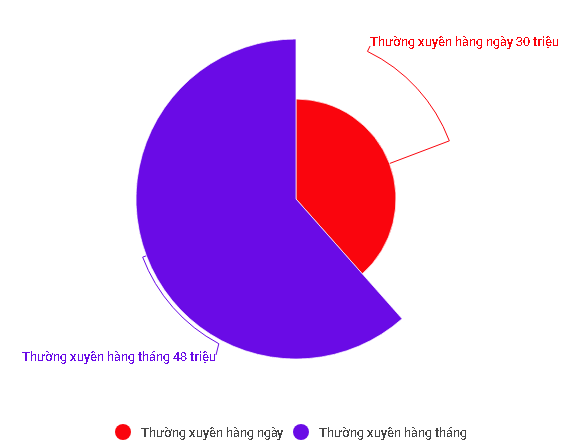 Thường xuyên hàng ngày 30 triệu
Thường xuyên hàng tháng 48 triệu
Thường xuyên hàng ngày
Thường xuyên hàng tháng